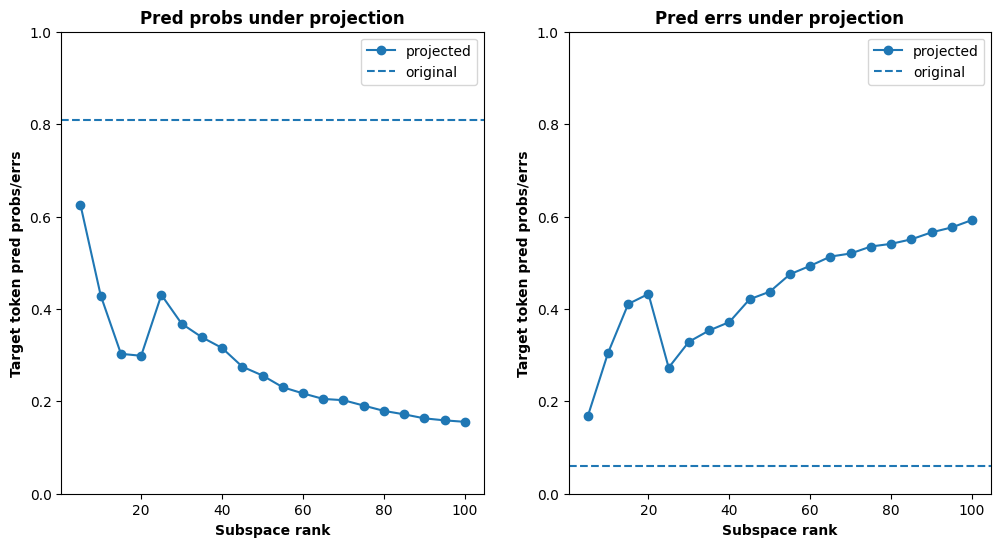 Pred probs under projection
Target token pred probs/errs
1.0
0.8
0.6
0.4
0.2
0.0
projected
original
20
40
60
80
100
Subspace rank
Pred errs under projection
Target token pred probs/errs
1.0
0.8
0.6
0.4
0.2
0.0
projected
original
20
40
60
80
100
Subspace rank